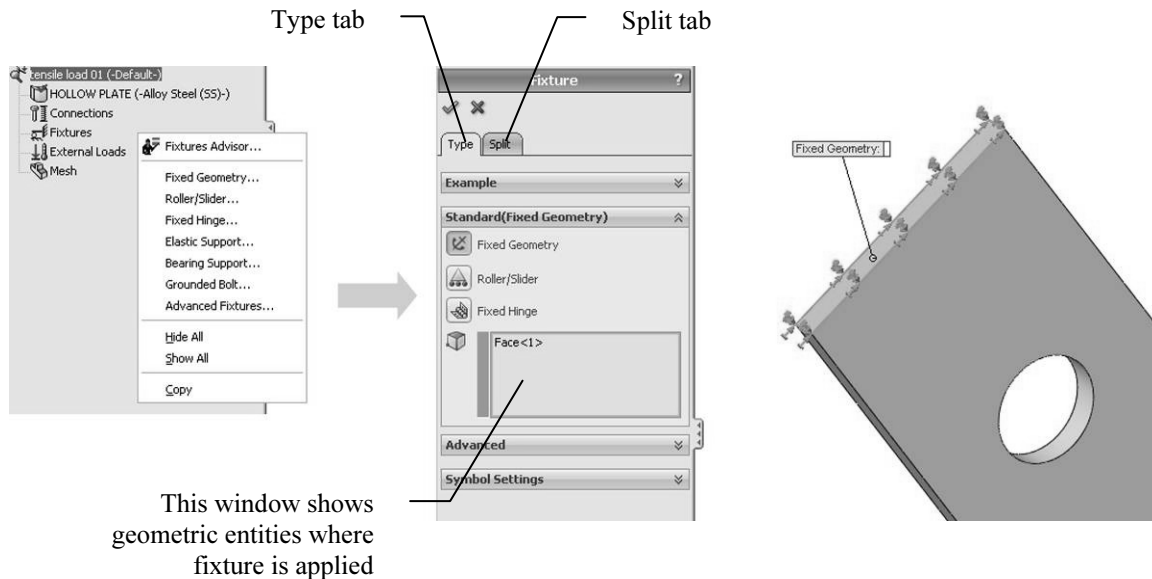 Type tab
Split tab
tensile load 01 (-Default-)
HOLLOW PLATE (-Alloy Steel (SS)-)
Connections
Fixtures
External Loads
Mesh
Fixtures Advisor...
Fixed Geometry...
Roller/Slider...
Fixed Hinge...
Elastic Support...
Bearing Support...
Grounded Bolt...
Advanced Fixtures...
Hide All
Show All
Copy
Fixture ?
Type Split
Example
Standard(Fixed Geometry)
Fixed Geometry
Roller/Slider
Fixed Hinge
Face<1>
Advanced
Symbol Settings
Fixed Geometry:
This window shows
geometric entities where
fixture is applied